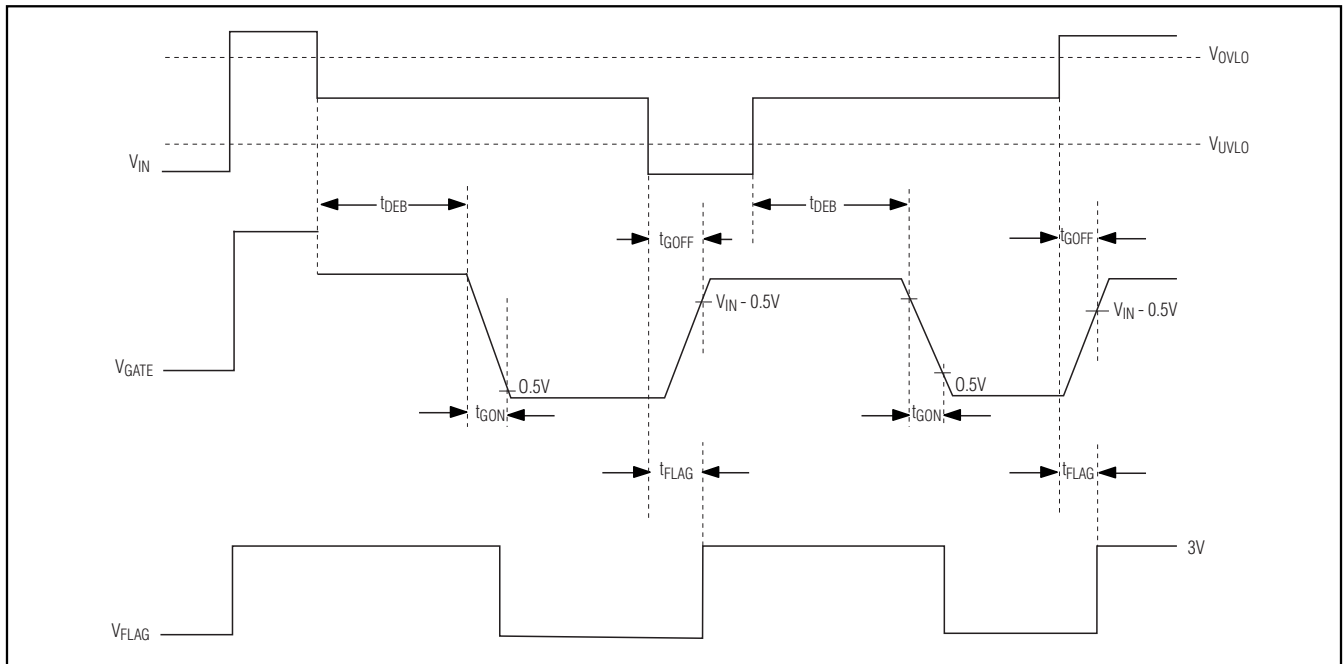 VOVLO
VUVLO
VIN
tDEB
tDEB
tGOFF
tGOFF
VIN - 0.5V
VIN - 0.5V
VGATE
0.5V
0.5V
tGON
tGON
tFLAG
tFLAG
3V
VFLAG